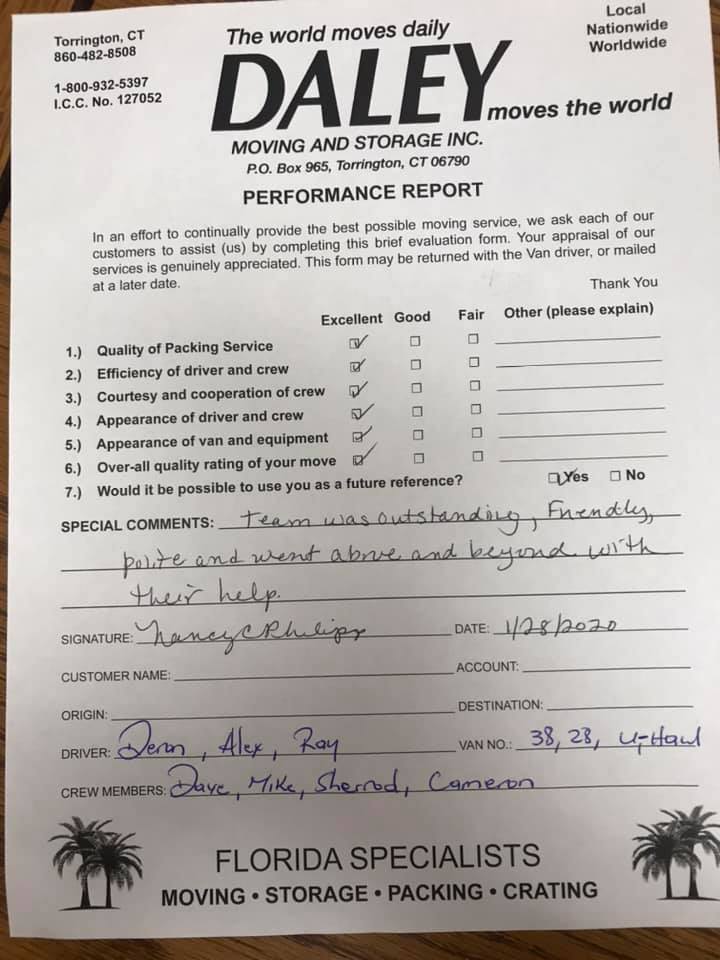 Torrington, CT
860-482-8508
1-800-932-5397
I.C.C. No. 127052
The world moves daily
DALEY
moves the world
Local
Nationwide
Worldwide
MOVING AND STORAGE INC.
P.O. Box 965, Torrington, CT 06790
PERFORMANCE REPORT
In an effort to continually provide the best possible moving service, we ask each of our
customers to assist (us) by completing this brief evaluation form. Your appraisal of our
services is genuinely appreciated. This form may be returned with the Van driver, or mailed
at a later date.
Thank You
Excellent Good Fair Other (please explain)
1.) Quality of Packing Service
2.) Efficiency of driver and crew
3.) Courtesy and cooperation of crew
4.) Appearance of driver and crew
5.) Appearance of van and equipment
6.) Over-all quality rating of your move
7.) Would it be possible to use you as a future reference? Yes No
SPECIAL COMMENTS: Team was outstanding, Friendly,
polite and went above and beyond with
their help.
SIGNATURE: Nancy C Philipp DATE: 1/28/2020
CUSTOMER NAME: ACCOUNT:
ORIGIN: DESTINATION:
DRIVER: Deron, Alex, Ray VAN NO.: 38, 28, U-Haul
CREW MEMBERS: Dave, Mike, Sherrod, Cameron
FLORIDA SPECIALISTS
MOVING • STORAGE • PACKING • CRATING